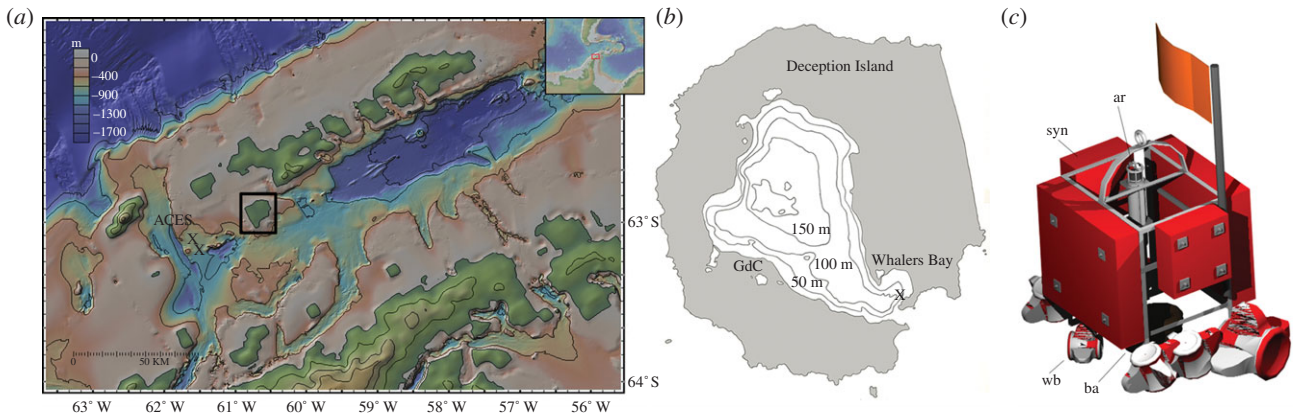 (a)
m
0
−400
−900
−1300
−1700
ACES
X
X
0 50 KM
63˚S
64˚S
63˚ W 62˚ W 61˚ W 60˚ W 59˚ W 58˚ W 57˚ W 56˚ W
(b)
Deception Island
150 m
100 m
50 m
GdC
Whalers Bay
X
(c)
ar
syn
wb
ba